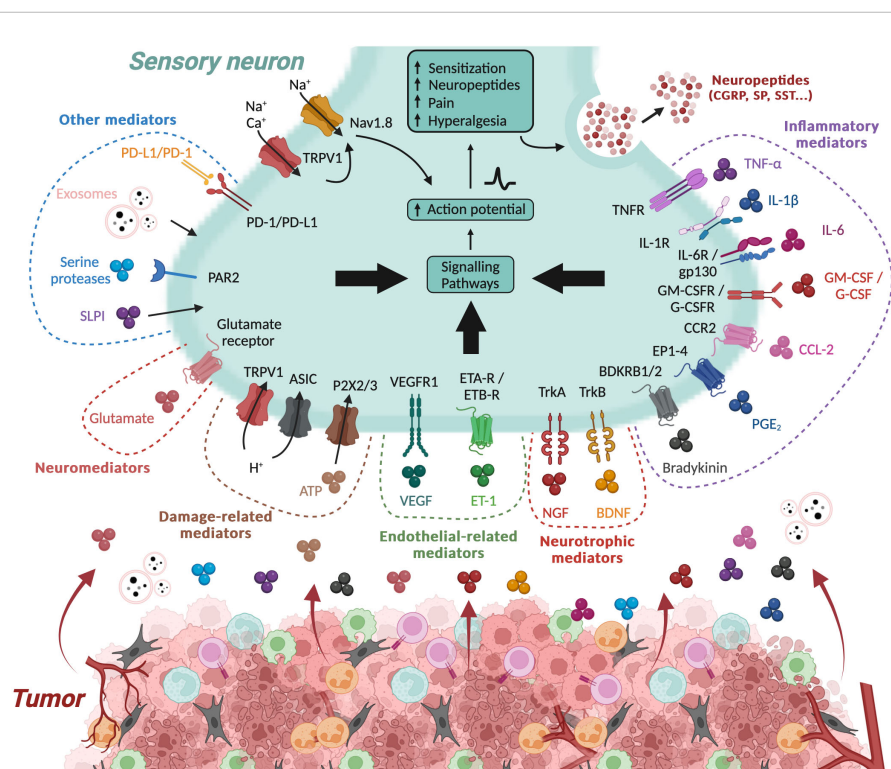 Sensory neuron
↑ Sensitization
↑ Neuropeptides
↑ Pain
↑ Hyperalgesia
Neuropeptides
(CGRP, SP, SST...)
Other mediators
PD-L1/PD-1
Exosomes
Serine
proteases
SLPI
Na⁺
Ca²⁺
Na⁺
Nav1.8
TRPV1
PD-1/PD-L1
PAR2
↑ Action potential
Signalling
Pathways
Inflammatory
mediators
TNF-α
TNFR
IL-1β
IL-1R
IL-6
IL-6R /
gp130
GM-CSF /
G-CSF
GM-CSFR /
G-CSFR
CCR2
CCL-2
EP1-4
PGE₂
BDKRB1/2
Bradykinin
Glutamate
receptor
Glutamate
Neuromediators
TRPV1
ASIC
P2X2/3
H⁺
ATP
Damage-related
mediators
VEGFR1
ETA-R /
ETB-R
VEGF
ET-1
Endothelial-related
mediators
TrkA
TrkB
NGF
BDNF
Neurotrophic
mediators
Tumor